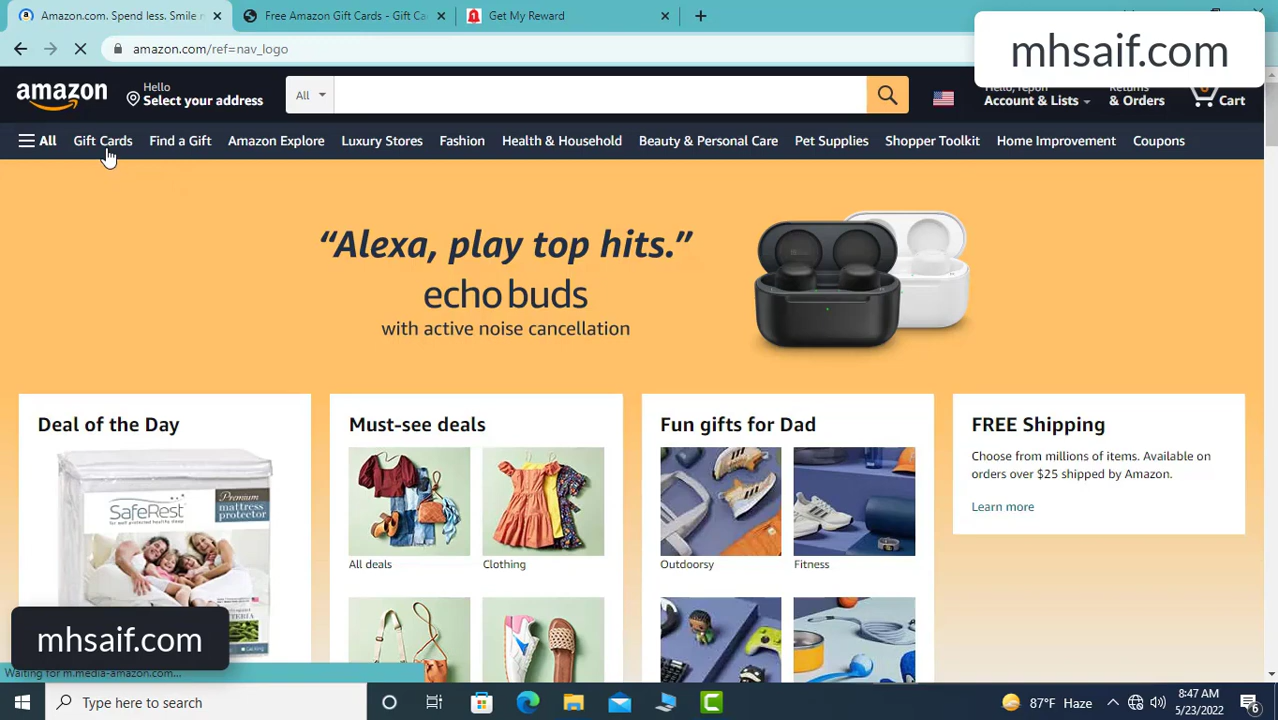 Amazon.com. Spend less. Smile
Free Amazon Gift Cards - Gift Ca
Get My Reward
amazon.com/ref=nav_logo
mhsaif.com
amazon
Hello
Select your address
All
Hello, repon
Account & Lists
Returns
& Orders
Cart
All
Gift Cards
Find a Gift
Amazon Explore
Luxury Stores
Fashion
Health & Household
Beauty & Personal Care
Pet Supplies
Shopper Toolkit
Home Improvement
Coupons
“Alexa, play top hits.”
echo buds
with active noise cancellation
Deal of the Day
Must-see deals
Fun gifts for Dad
FREE Shipping
Choose from millions of items. Available on
orders over $25 shipped by Amazon.
Learn more
Premium
mattress
protector
SafeRest
All deals
Clothing
Outdoorsy
Fitness
mhsaif.com
Waiting for m.media-amazon.com...
Type here to search
87°F Haze
8:47 AM
5/23/2022
6